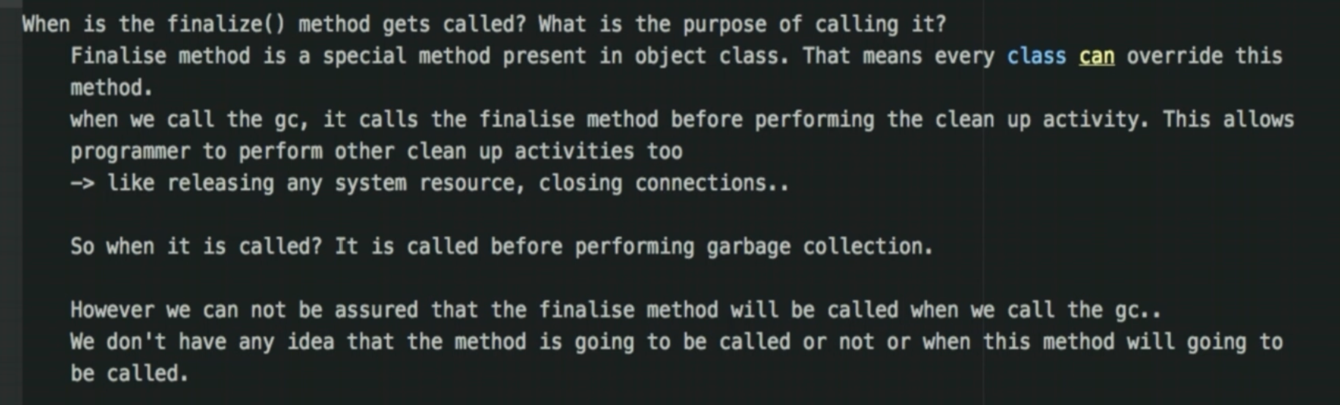 When is the finalize() method gets called? What is the purpose of calling it?
Finalise method is a special method present in object class. That means every class can override this
method.
when we call the gc, it calls the finalise method before performing the clean up activity. This allows
programmer to perform other clean up activities too
-> like releasing any system resource, closing connections..
So when it is called? It is called before performing garbage collection.
However we can not be assured that the finalise method will be called when we call the gc..
We don't have any idea that the method is going to be called or not or when this method will going to
be called.